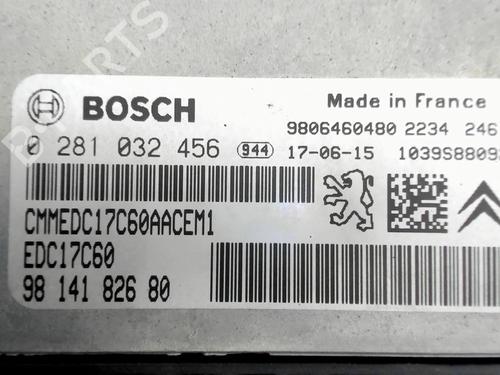 BOSCH
Made in France
9806460480 2234
0 281 032 456 944 17-06-15
CMMEDC17C60AACEM1
EDC17C60
98 141 826 80
PARTS